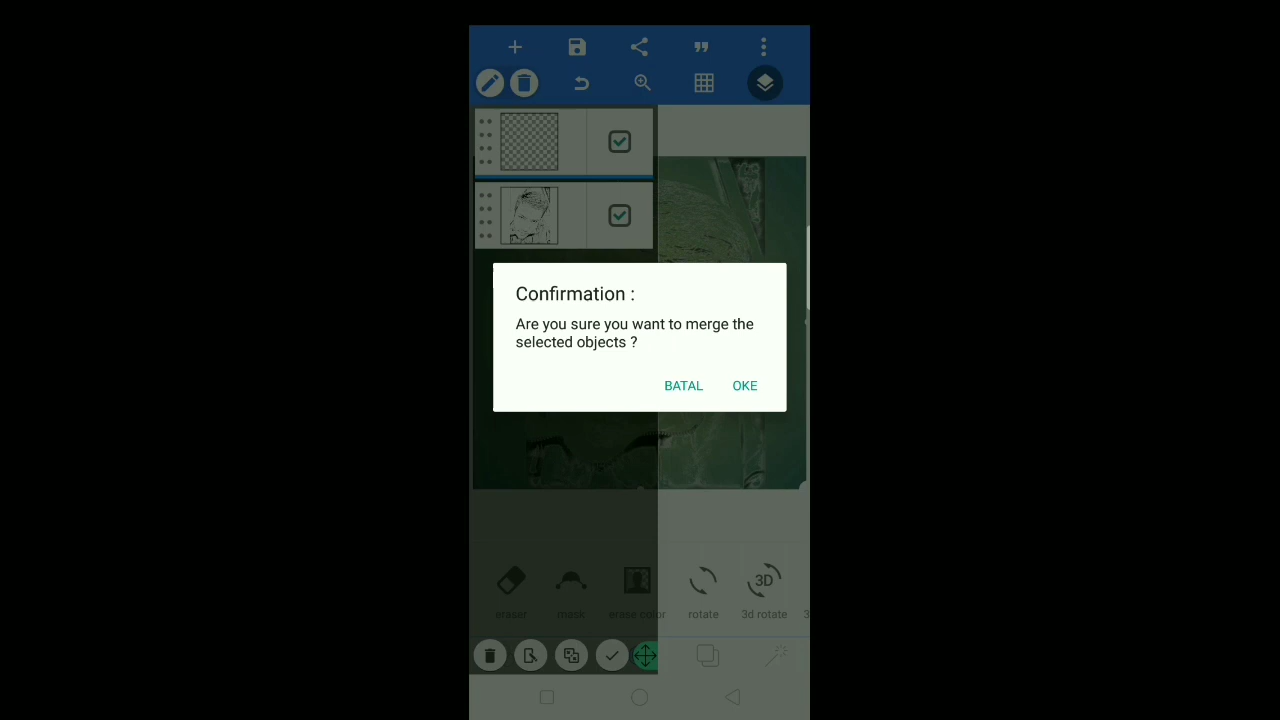 Confirmation :
Are you sure you want to merge the
selected objects ?
BATAL OKE
eraser mask erase color rotate 3D 3d rotate 3